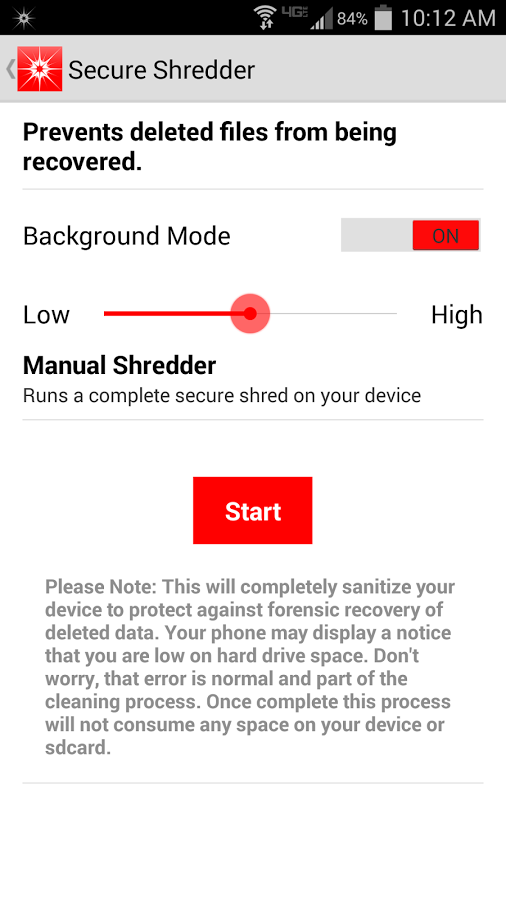 4G LTE 84% 10:12 AM
Secure Shredder
Prevents deleted files from being
recovered.
Background Mode ON
Low High
Manual Shredder
Runs a complete secure shred on your device
Start
Please Note: This will completely sanitize your
device to protect against forensic recovery of
deleted data. Your phone may display a notice
that you are low on hard drive space. Don't
worry, that error is normal and part of the
cleaning process. Once complete this process
will not consume any space on your device or
sdcard.